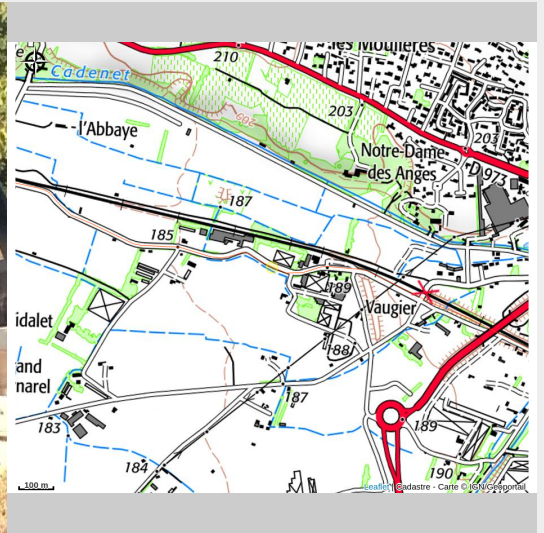 210
les Moulières
Cadenet
209
203
l'Abbaye
203
Notre-Dame-
des Anges
D 973
187
185
189
Vaugier
idalet
188
and
narel
187
183
189
184
190
100 m
Leaflet | Cadastre - Carte © IGN/Geoportail